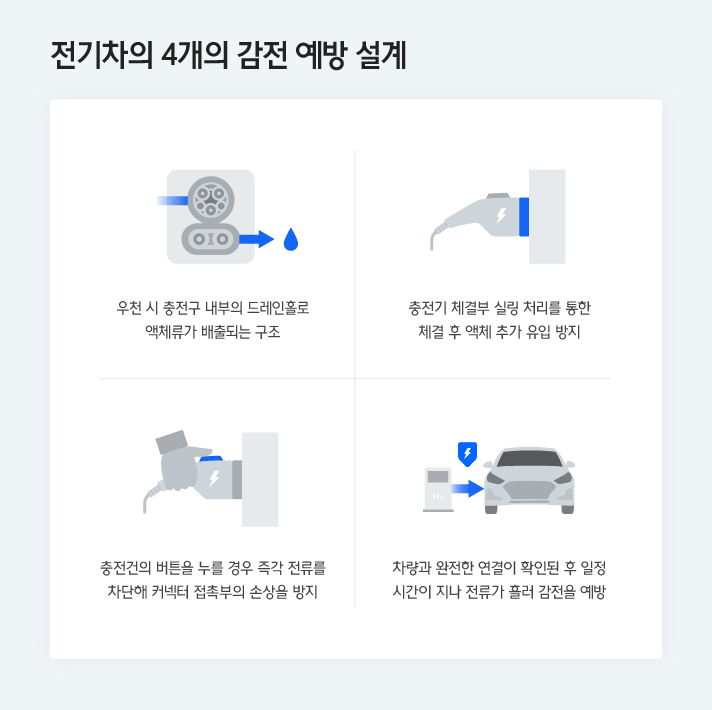 전기차의 4개의 감전 예방 설계
우천 시 충전구 내부의 드레인홀로
액체류가 배출되는 구조
충전기 체결부 실링 처리를 통한
체결 후 액체 추가 유입 방지
충전건의 버튼을 누를 경우 즉각 전류를
차단해 커넥터 접촉부의 손상을 방지
H₂
차량과 완전한 연결이 확인된 후 일정
시간이 지나 전류가 흘러 감전을 예방